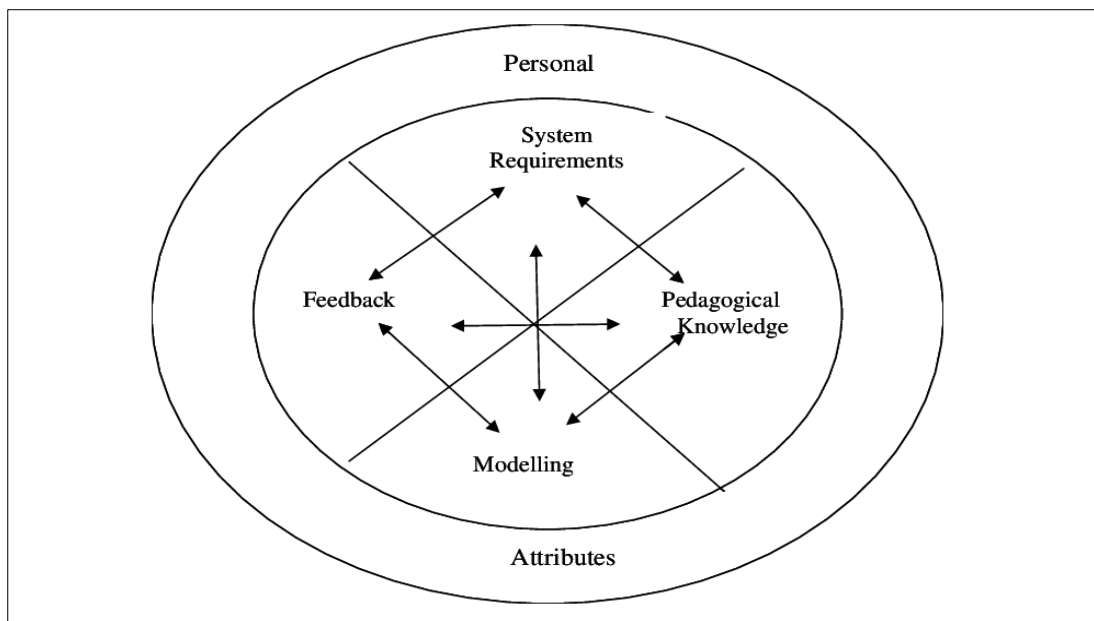 Personal
System
Requirements
Feedback
Pedagogical
Knowledge
Modelling
Attributes